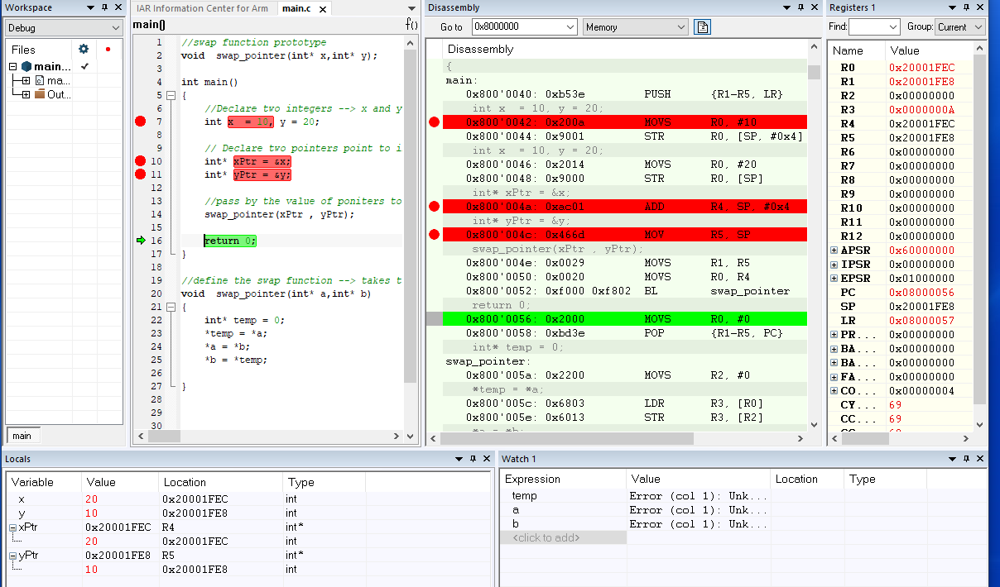 Workspace
Debug
Files
main...
ma...
Out...
main
IAR Information Center for Arm main.c
main() f()
1 //swap function prototype
2 void swap_pointer(int* x,int* y);
3
4 int main()
5 {
6 //Declare two integers --> x and y
7 int x = 10, y = 20;
8
9 // Declare two pointers point to i
10 int* xPtr = &x;
11 int* yPtr = &y;
12
13 //pass by the value of poniters to
14 swap_pointer(xPtr , yPtr);
15
16 return 0;
17 }
18
19 //define the swap function --> takes t
20 void swap_pointer(int* a,int* b)
21 {
22 int* temp = 0;
23 *temp = *a;
24 *a = *b;
25 *b = *temp;
26
27 }
28
29
30
Disassembly
Go to 0x8000000 Memory
Disassembly
{
main:
0x800'0040: 0xb53e PUSH {R1-R5, LR}
int x = 10, y = 20;
0x800'0042: 0x200a MOVS R0, #10
0x800'0044: 0x9001 STR R0, [SP, #0x4]
int x = 10, y = 20;
0x800'0046: 0x2014 MOVS R0, #20
0x800'0048: 0x9000 STR R0, [SP]
int* xPtr = &x;
0x800'004a: 0xac01 ADD R4, SP, #0x4
int* yPtr = &y;
0x800'004c: 0x466d MOV R5, SP
swap_pointer(xPtr , yPtr);
0x800'004e: 0x0029 MOVS R1, R5
0x800'0050: 0x0020 MOVS R0, R4
0x800'0052: 0xf000 0xf802 BL swap_pointer
return 0;
0x800'0056: 0x2000 MOVS R0, #0
0x800'0058: 0xbd3e POP {R1-R5, PC}
int* temp = 0;
swap_pointer:
0x800'005a: 0x2200 MOVS R2, #0
*temp = *a;
0x800'005c: 0x6803 LDR R3, [R0]
0x800'005e: 0x6013 STR R3, [R2]
*a = *b;
Registers 1
Find: Group: Current
Name Value
R0 0x20001FEC
R1 0x20001FE8
R2 0x00000000
R3 0x0000000A
R4 0x20001FEC
R5 0x20001FE8
R6 0x00000000
R7 0x00000000
R8 0x00000000
R9 0x00000000
R10 0x00000000
R11 0x00000000
R12 0x00000000
APSR 0x60000000
IPSR 0x00000000
EPSR 0x01000000
PC 0x08000056
SP 0x20001FE8
LR 0x08000057
PR... 0x00000000
BA... 0x00000000
BA... 0x00000000
FA... 0x00000000
CO... 0x00000004
CY... 69
CC... 69
CC... 69
Locals
Variable Value Location Type
x 20 0x20001FEC int
y 10 0x20001FE8 int
xPtr 0x20001FEC R4 int*
20 0x20001FEC int
yPtr 0x20001FE8 R5 int*
10 0x20001FE8 int
Watch 1
Expression Value Location Type
temp Error (col 1): Unk...
a Error (col 1): Unk...
b Error (col 1): Unk...
<click to add>